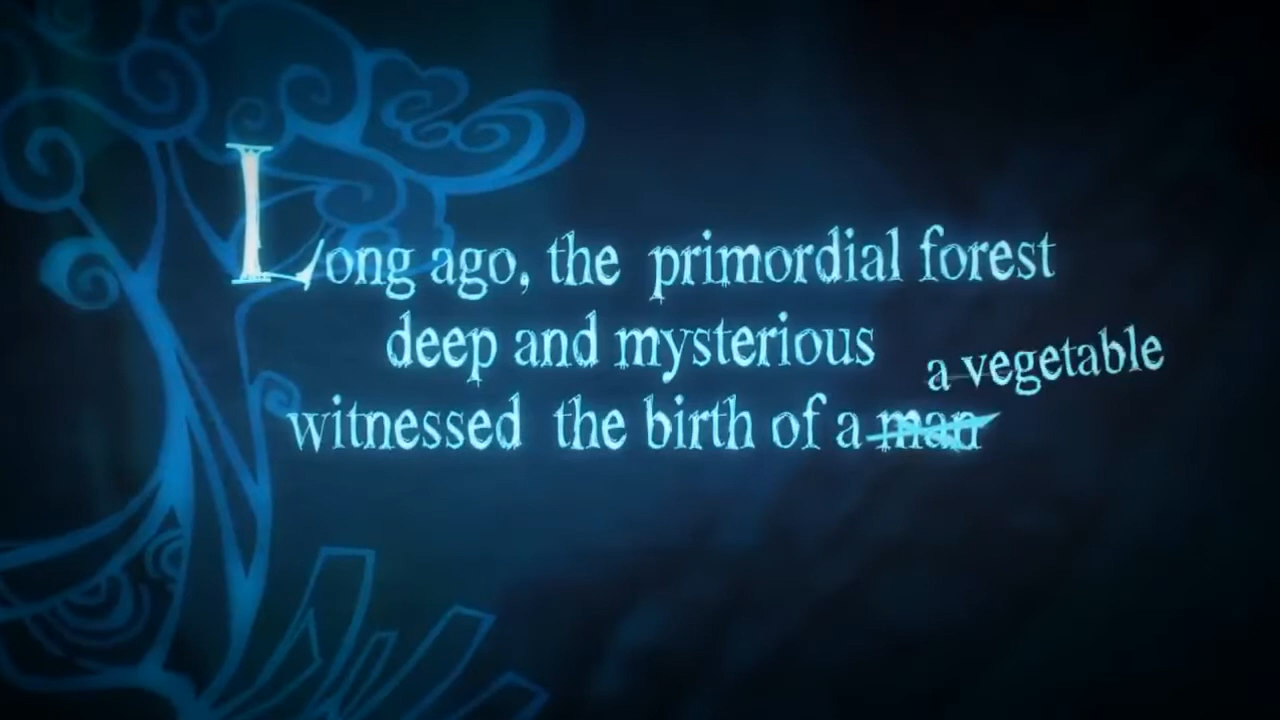 Long ago, the primordial forest
deep and mysterious
a vegetable
witnessed the birth of a man